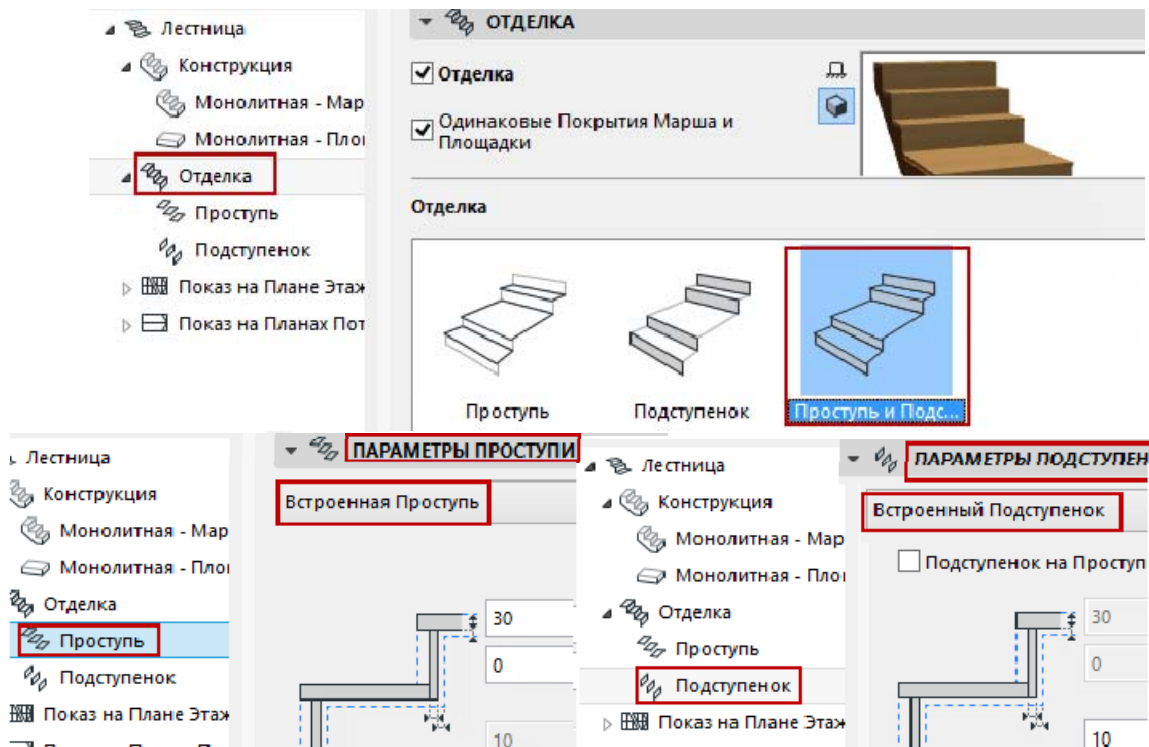 Лестница
Конструкция
Монолитная - Мар
Монолитная - Пло
Отделка
Проступь
Подступенок
Показ на Плане Этаж
Показ на Планах Пот
ОТДЕЛКА
Отделка
Одинаковые Покрытия Марша и
Площадки
Отделка
Проступь
Подступенок
Проступь и Подс...
Лестница
Конструкция
Монолитная - Мар
Монолитная - Пло
Отделка
Проступь
Подступенок
Показ на Плане Этаж
ПАРАМЕТРЫ ПРОСТУПИ
Встроенная Проступь
30
0
10
Лестница
Конструкция
Монолитная - Мар
Монолитная - Пло
Отделка
Проступь
Подступенок
Показ на Плане Этаж
ПАРАМЕТРЫ ПОДСТУПЕН
Встроенный Подступенок
Подступенок на Проступ
30
0
10